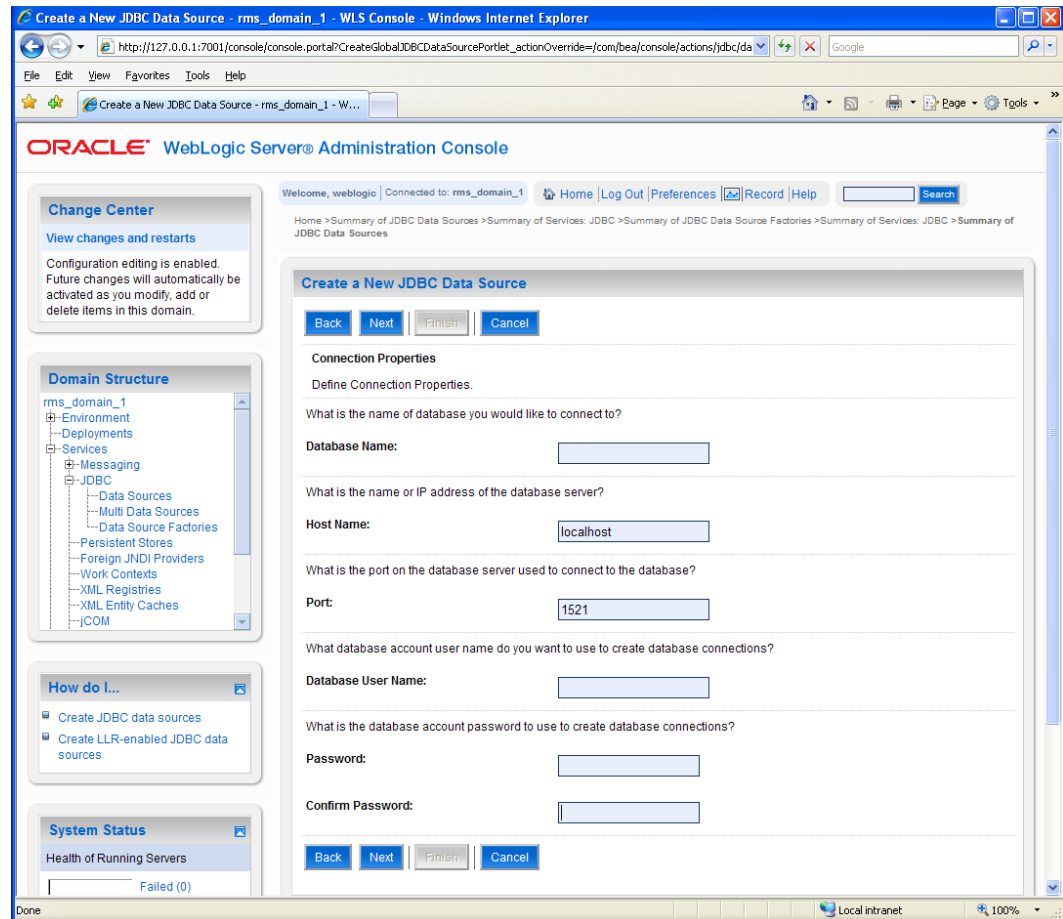 Create a New JDBC Data Source - rms_domain_1 - WLS Console - Windows Internet Explorer
http://127.0.0.1:7001/console/console.portal?CreateGlobalJDBCDataSourcePortlet_actionOverride=/com/bea/console/actions/jdbc/da
Google
File Edit View Favorites Tools Help
Create a New JDBC Data Source - rms_domain_1 - W...
Page Tools
ORACLE WebLogic Server® Administration Console
Change Center
View changes and restarts
Configuration editing is enabled.
Future changes will automatically be
activated as you modify, add or
delete items in this domain.
Domain Structure
rms_domain_1
Environment
Deployments
Services
Messaging
JDBC
Data Sources
Multi Data Sources
Data Source Factories
Persistent Stores
Foreign JNDI Providers
Work Contexts
XML Registries
XML Entity Caches
jCOM
How do I...
Create JDBC data sources
Create LLR-enabled JDBC data
sources
System Status
Health of Running Servers
Failed (0)
Welcome, weblogic Connected to: rms_domain_1 Home Log Out Preferences Record Help Search
Home >Summary of JDBC Data Sources >Summary of Services: JDBC >Summary of JDBC Data Source Factories >Summary of Services: JDBC >Summary of
JDBC Data Sources
Create a New JDBC Data Source
Back Next Finish Cancel
Connection Properties
Define Connection Properties.
What is the name of database you would like to connect to?
Database Name:
What is the name or IP address of the database server?
Host Name: localhost
What is the port on the database server used to connect to the database?
Port: 1521
What database account user name do you want to use to create database connections?
Database User Name:
What is the database account password to use to create database connections?
Password:
Confirm Password:
Back Next Finish Cancel
Done Local intranet 100%